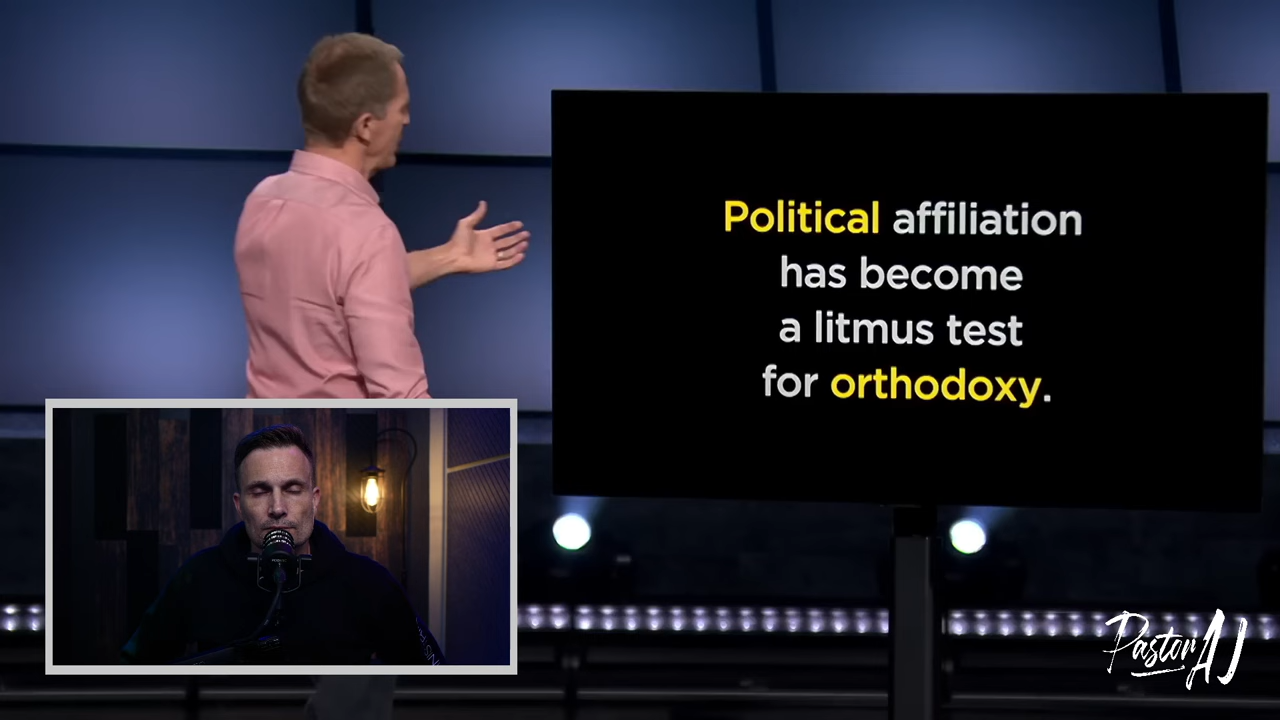 Political affiliation
has become
a litmus test
for orthodoxy.
Pastor AJ